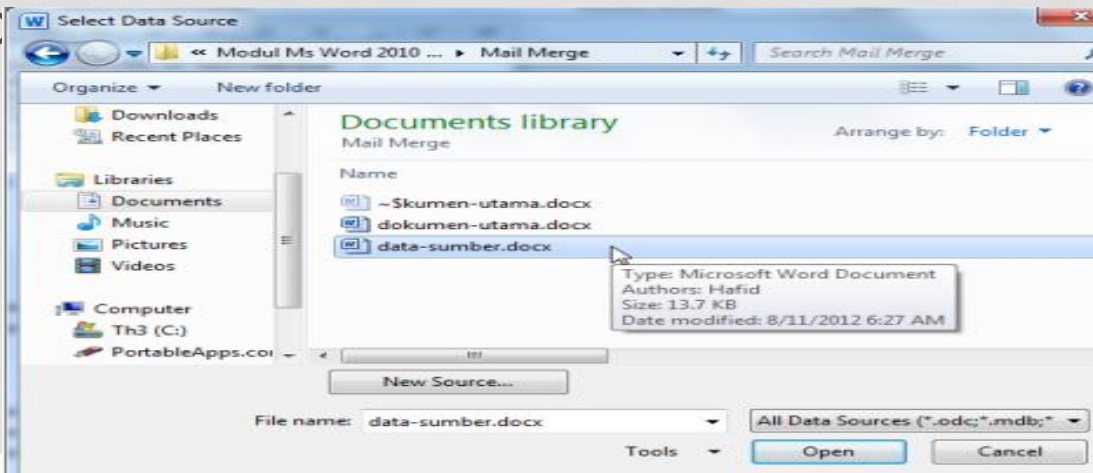 Select Data Source
« Modul Ms Word 2010 ... ▸ Mail Merge
Search Mail Merge
Organize
New folder
Downloads
Recent Places
Libraries
Documents
Music
Pictures
Videos
Computer
Th3 (C:)
PortableApps.co
Documents library
Mail Merge
Arrange by: Folder
Name
~$kumen-utama.docx
dokumen-utama.docx
data-sumber.docx
Type: Microsoft Word Document
Authors: Hafid
Size: 13.7 KB
Date modified: 8/11/2012 6:27 AM
New Source...
File name: data-sumber.docx
All Data Sources (*.odc;*.mdb;*
Tools
Open
Cancel